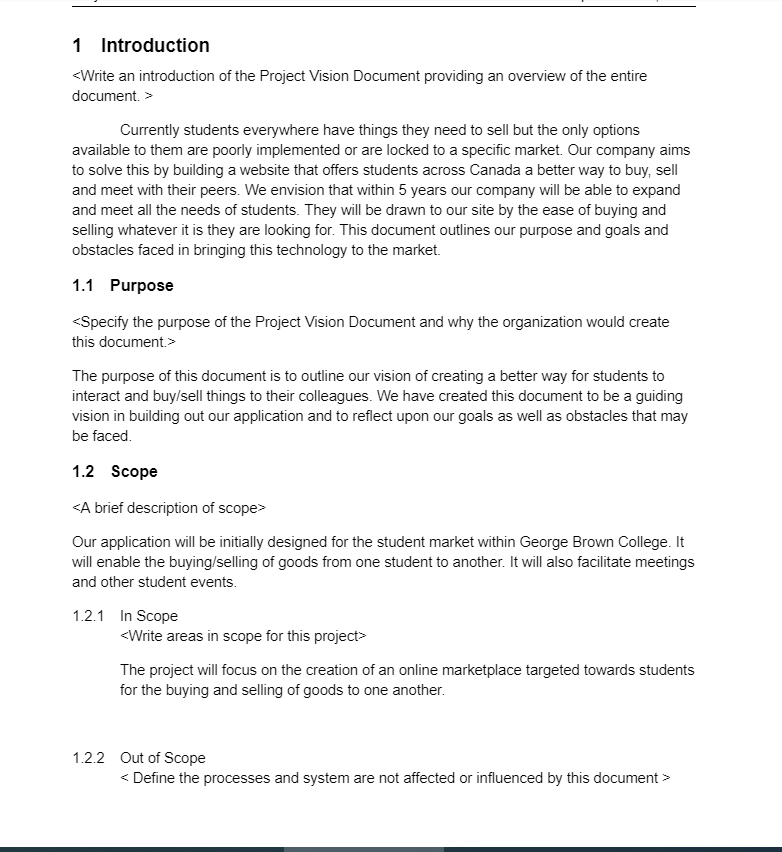 1 Introduction
<Write an introduction of the Project Vision Document providing an overview of the entire
document. >
Currently students everywhere have things they need to sell but the only options
available to them are poorly implemented or are locked to a specific market. Our company aims
to solve this by building a website that offers students across Canada a better way to buy, sell
and meet with their peers. We envision that within 5 years our company will be able to expand
and meet all the needs of students. They will be drawn to our site by the ease of buying and
selling whatever it is they are looking for. This document outlines our purpose and goals and
obstacles faced in bringing this technology to the market.
1.1 Purpose
<Specify the purpose of the Project Vision Document and why the organization would create
this document.>
The purpose of this document is to outline our vision of creating a better way for students to
interact and buy/sell things to their colleagues. We have created this document to be a guiding
vision in building out our application and to reflect upon our goals as well as obstacles that may
be faced.
1.2 Scope
<A brief description of scope>
Our application will be initially designed for the student market within George Brown College. It
will enable the buying/selling of goods from one student to another. It will also facilitate meetings
and other student events.
1.2.1 In Scope
<Write areas in scope for this project>
The project will focus on the creation of an online marketplace targeted towards students
for the buying and selling of goods to one another.
1.2.2 Out of Scope
< Define the processes and system are not affected or influenced by this document >